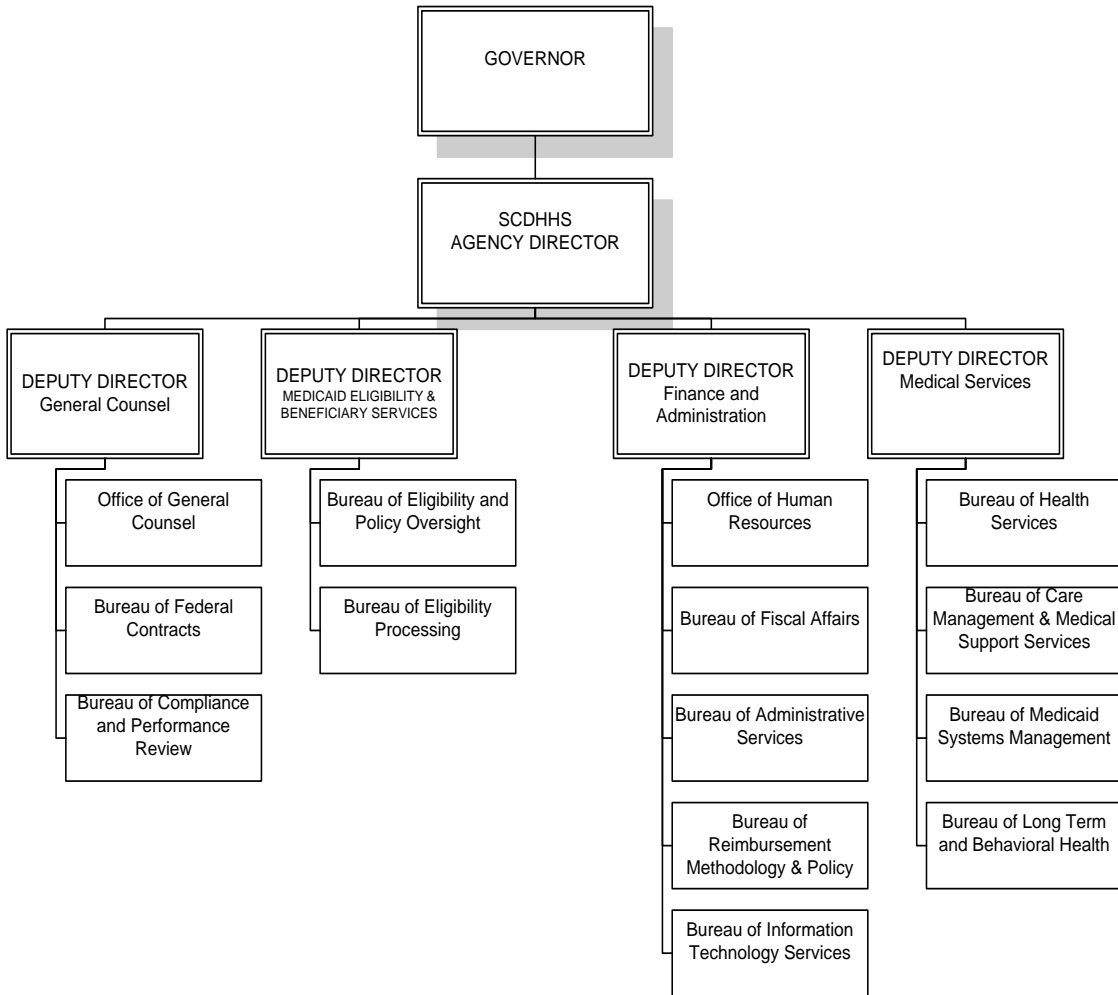 GOVERNOR
SCDHHS
AGENCY DIRECTOR
DEPUTY DIRECTOR
General Counsel
DEPUTY DIRECTOR
MEDICAID ELIGIBILITY &
BENEFICIARY SERVICES
DEPUTY DIRECTOR
Finance and
Administration
DEPUTY DIRECTOR
Medical Services
Office of General
Counsel
Bureau of Federal
Contracts
Bureau of Compliance
and Performance
Review
Bureau of Eligibility and
Policy Oversight
Bureau of Eligibility
Processing
Office of Human
Resources
Bureau of Fiscal Affairs
Bureau of Administrative
Services
Bureau of
Reimbursement
Methodology & Policy
Bureau of Information
Technology Services
Bureau of Health
Services
Bureau of Care
Management & Medical
Support Services
Bureau of Medicaid
Systems Management
Bureau of Long Term
and Behavioral Health